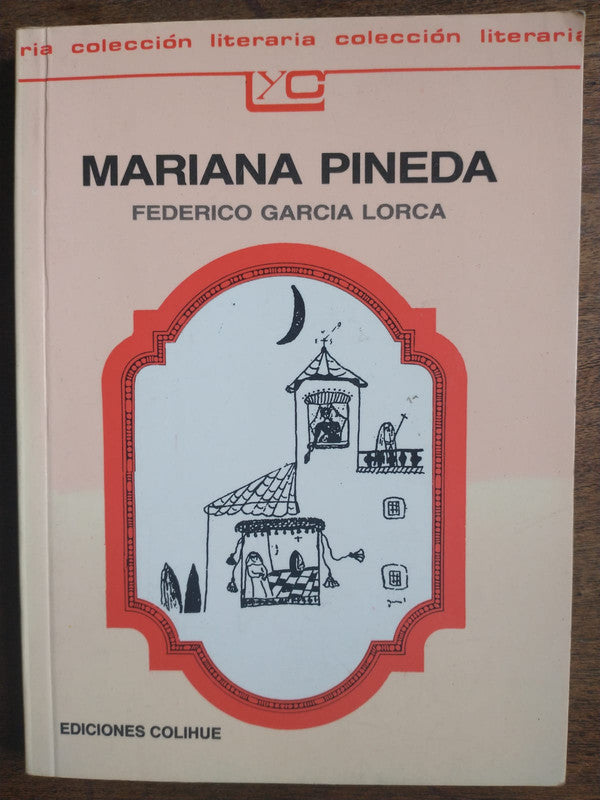 ria colección literaria colección literaria
LYC
MARIANA PINEDA
FEDERICO GARCIA LORCA
EDICIONES COLIHUE